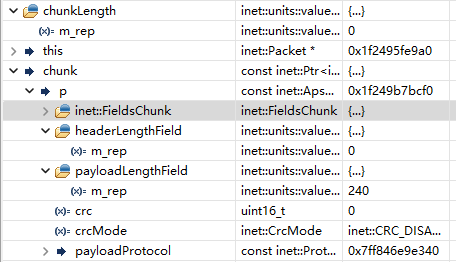 chunkLength inet::units::value... {...}
(x)= m_rep inet::units::value... 0
this inet::Packet * 0x1f2495fe9a0
chunk const inet::Ptr<i... {...}
p const inet::Aps... 0x1f249b7bcf0
inet::FieldsChunk inet::FieldsChunk {...}
headerLengthField inet::units::value... {...}
(x)= m_rep inet::units::value... 0
payloadLengthField inet::units::value... {...}
(x)= m_rep inet::units::value... 240
(x)= crc uint16_t 0
(x)= crcMode inet::CrcMode inet::CRC_DISA...
payloadProtocol const inet::Prot... 0x7ff846e9e340